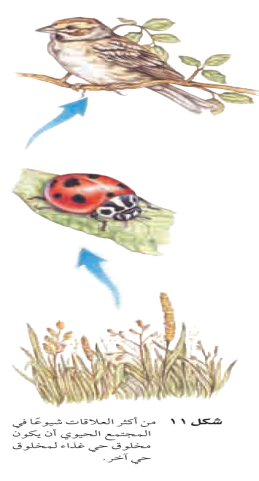 شكل ١١ من أكثر العلاقات شيوعًا في
المجتمع الحيوي أن يكون
مخلوق حي غذاء لمخلوق
حي آخر.